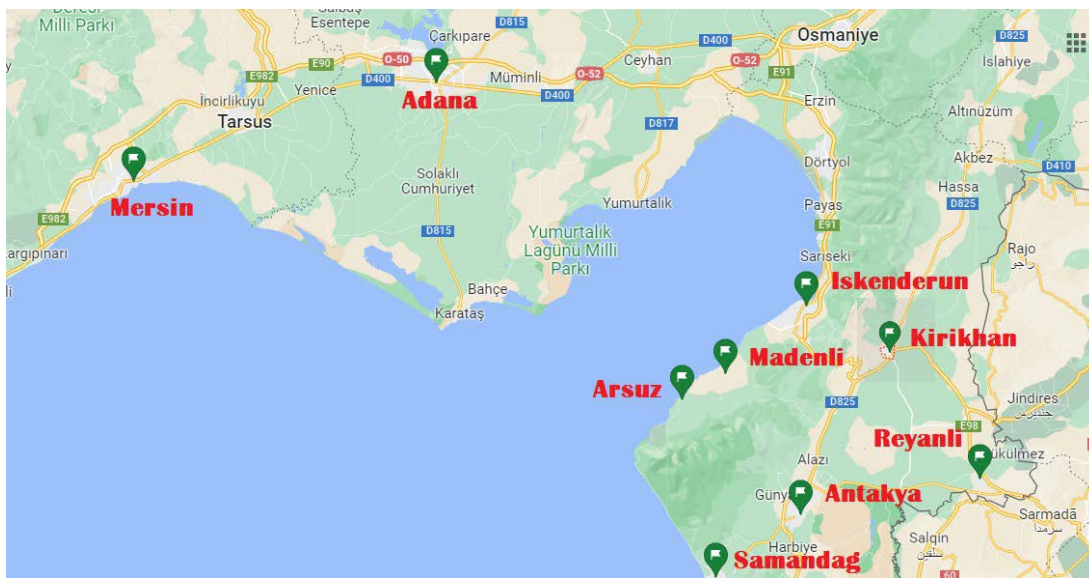 Milli Parkı
Esentepe
D815
Çarkıpare
D400
Osmaniye
D825
İslahiye
E982
E90
O-50
Adana
D400
Müminli
D400
O-52
Ceyhan
O-52
E91
Erzin
Yenice
İncirlikuyu
Tarsus
D817
Altınüzüm
Mersin
E982
Solaklı
Cumhuriyet
D815
Yumurtalık
Yumurtalık
Lagünü Milli
Parkı
Dörtyol
Payas
E91
Akbez
D410
Hassa
D825
Rajo
راجو
Sarıseki
Iskenderun
Bahçe
Karataş
Kirikhan
Madenli
Arsuz
D825
Jindires
جنديرس
E98
Reyanli
Alazı
Antakya
Harbiye
Samandag
Sarmadā
سرمدا
Salqin
سلقين
60